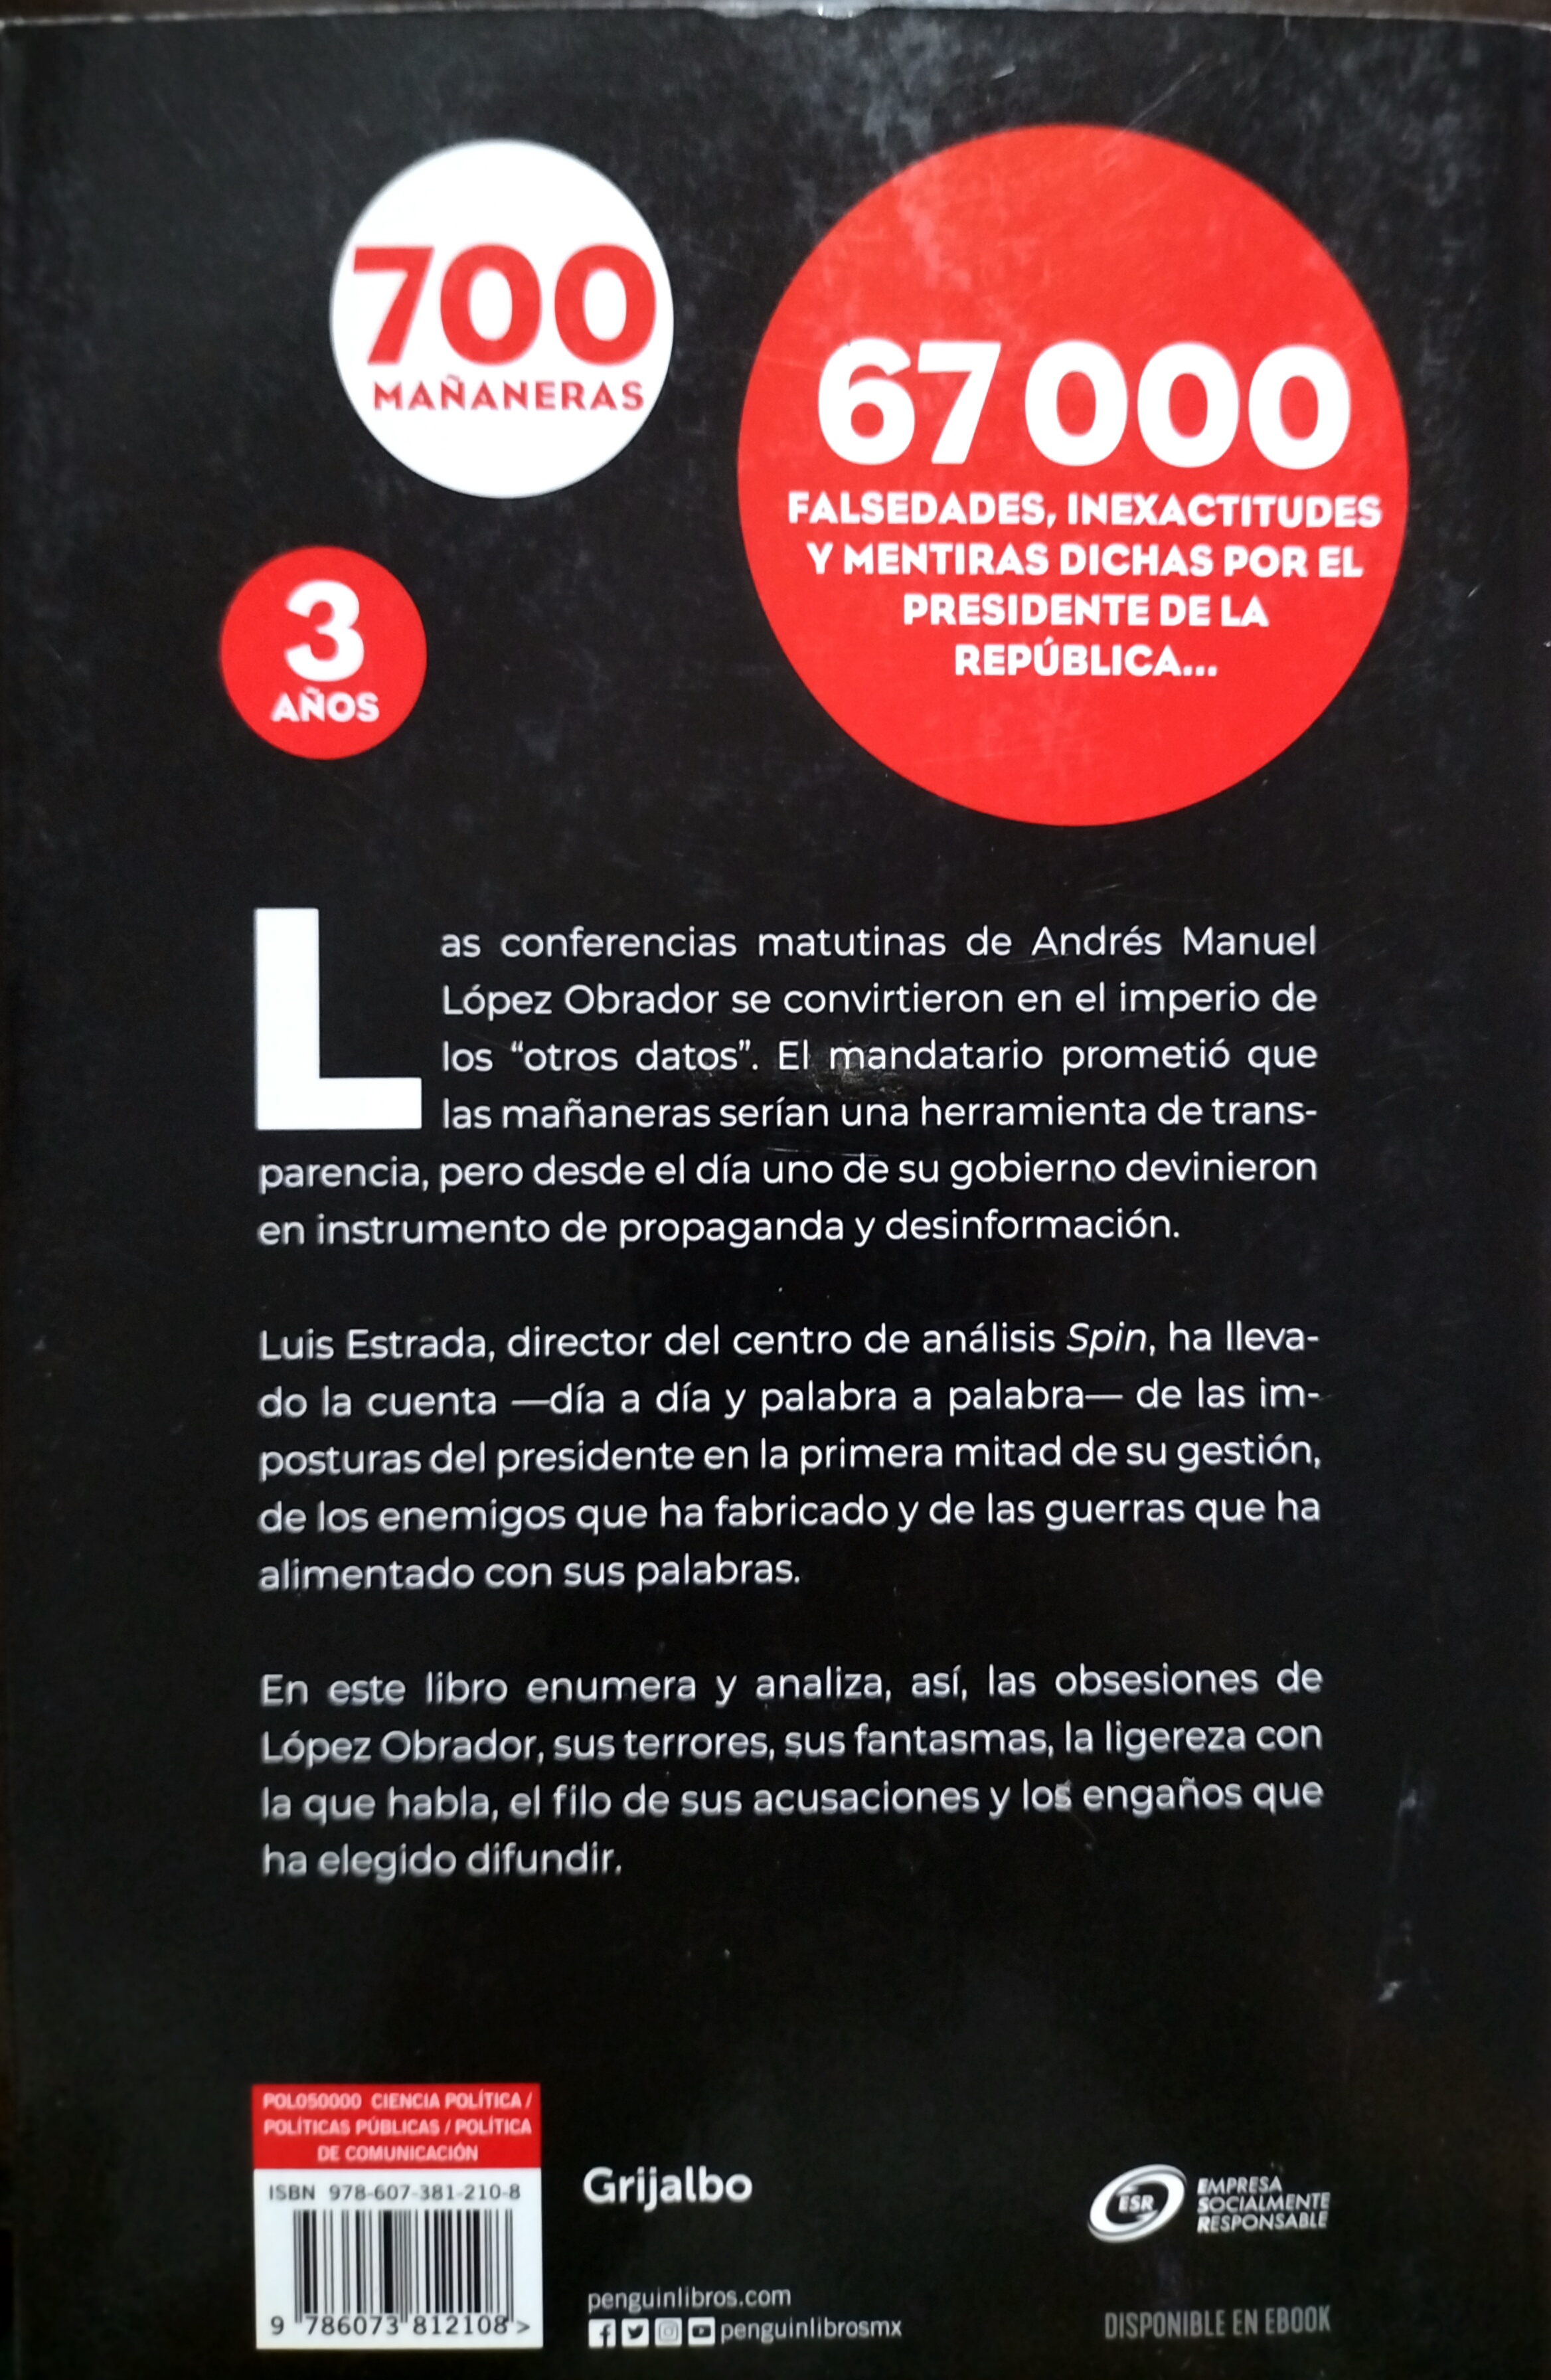 700
MAÑANERAS
67 000
FALSEDADES, INEXACTITUDES
Y MENTIRAS DICHAS POR EL
PRESIDENTE DE LA
REPÚBLICA...
3
AÑOS
Las conferencias matutinas de Andrés Manuel
López Obrador se convirtieron en el imperio de
los “otros datos”. El mandatario prometió que
las mañaneras serían una herramienta de trans-
parencia, pero desde el día uno de su gobierno devinieron
en instrumento de propaganda y desinformación.
Luis Estrada, director del centro de análisis Spin, ha lleva-
do la cuenta —día a día y palabra a palabra— de las im-
posturas del presidente en la primera mitad de su gestión,
de los enemigos que ha fabricado y de las guerras que ha
alimentado con sus palabras.
En este libro enumera y analiza, así, las obsesiones de
López Obrador, sus terrores, sus fantasmas, la ligereza con
la que habla, el filo de sus acusaciones y los engaños que
ha elegido difundir.
POL050000 CIENCIA POLÍTICA /
POLÍTICAS PÚBLICAS / POLÍTICA
DE COMUNICACIÓN
ISBN 978-607-381-210-8
9 786073 812108 >
Grijalbo
penguinlibros.com
penguinlibrosmx
ESR
EMPRESA
SOCIALMENTE
RESPONSABLE
DISPONIBLE EN EBOOK